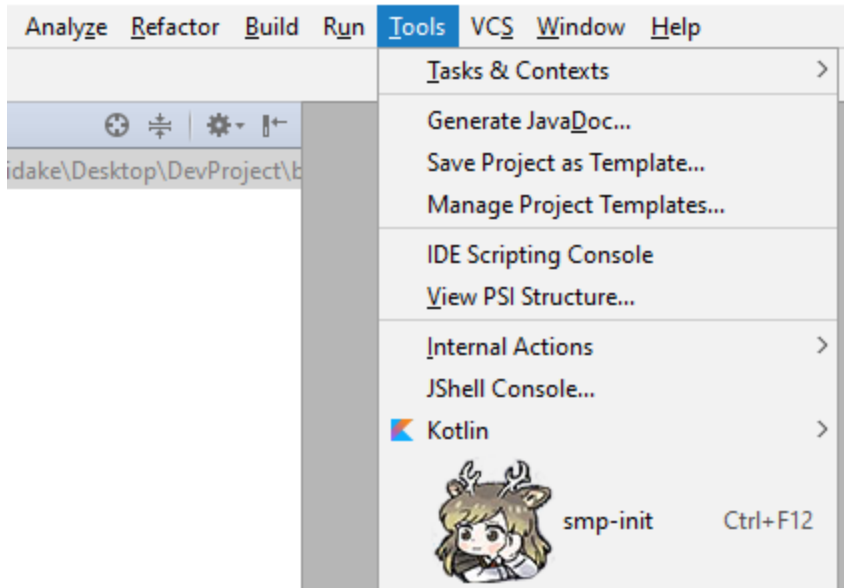 Analyze Refactor Build Run Tools VCS Window Help
Tasks & Contexts
idake\Desktop\DevProject\b
Generate JavaDoc...
Save Project as Template...
Manage Project Templates...
IDE Scripting Console
View PSI Structure...
Internal Actions
JShell Console...
Kotlin
smp-init Ctrl+F12